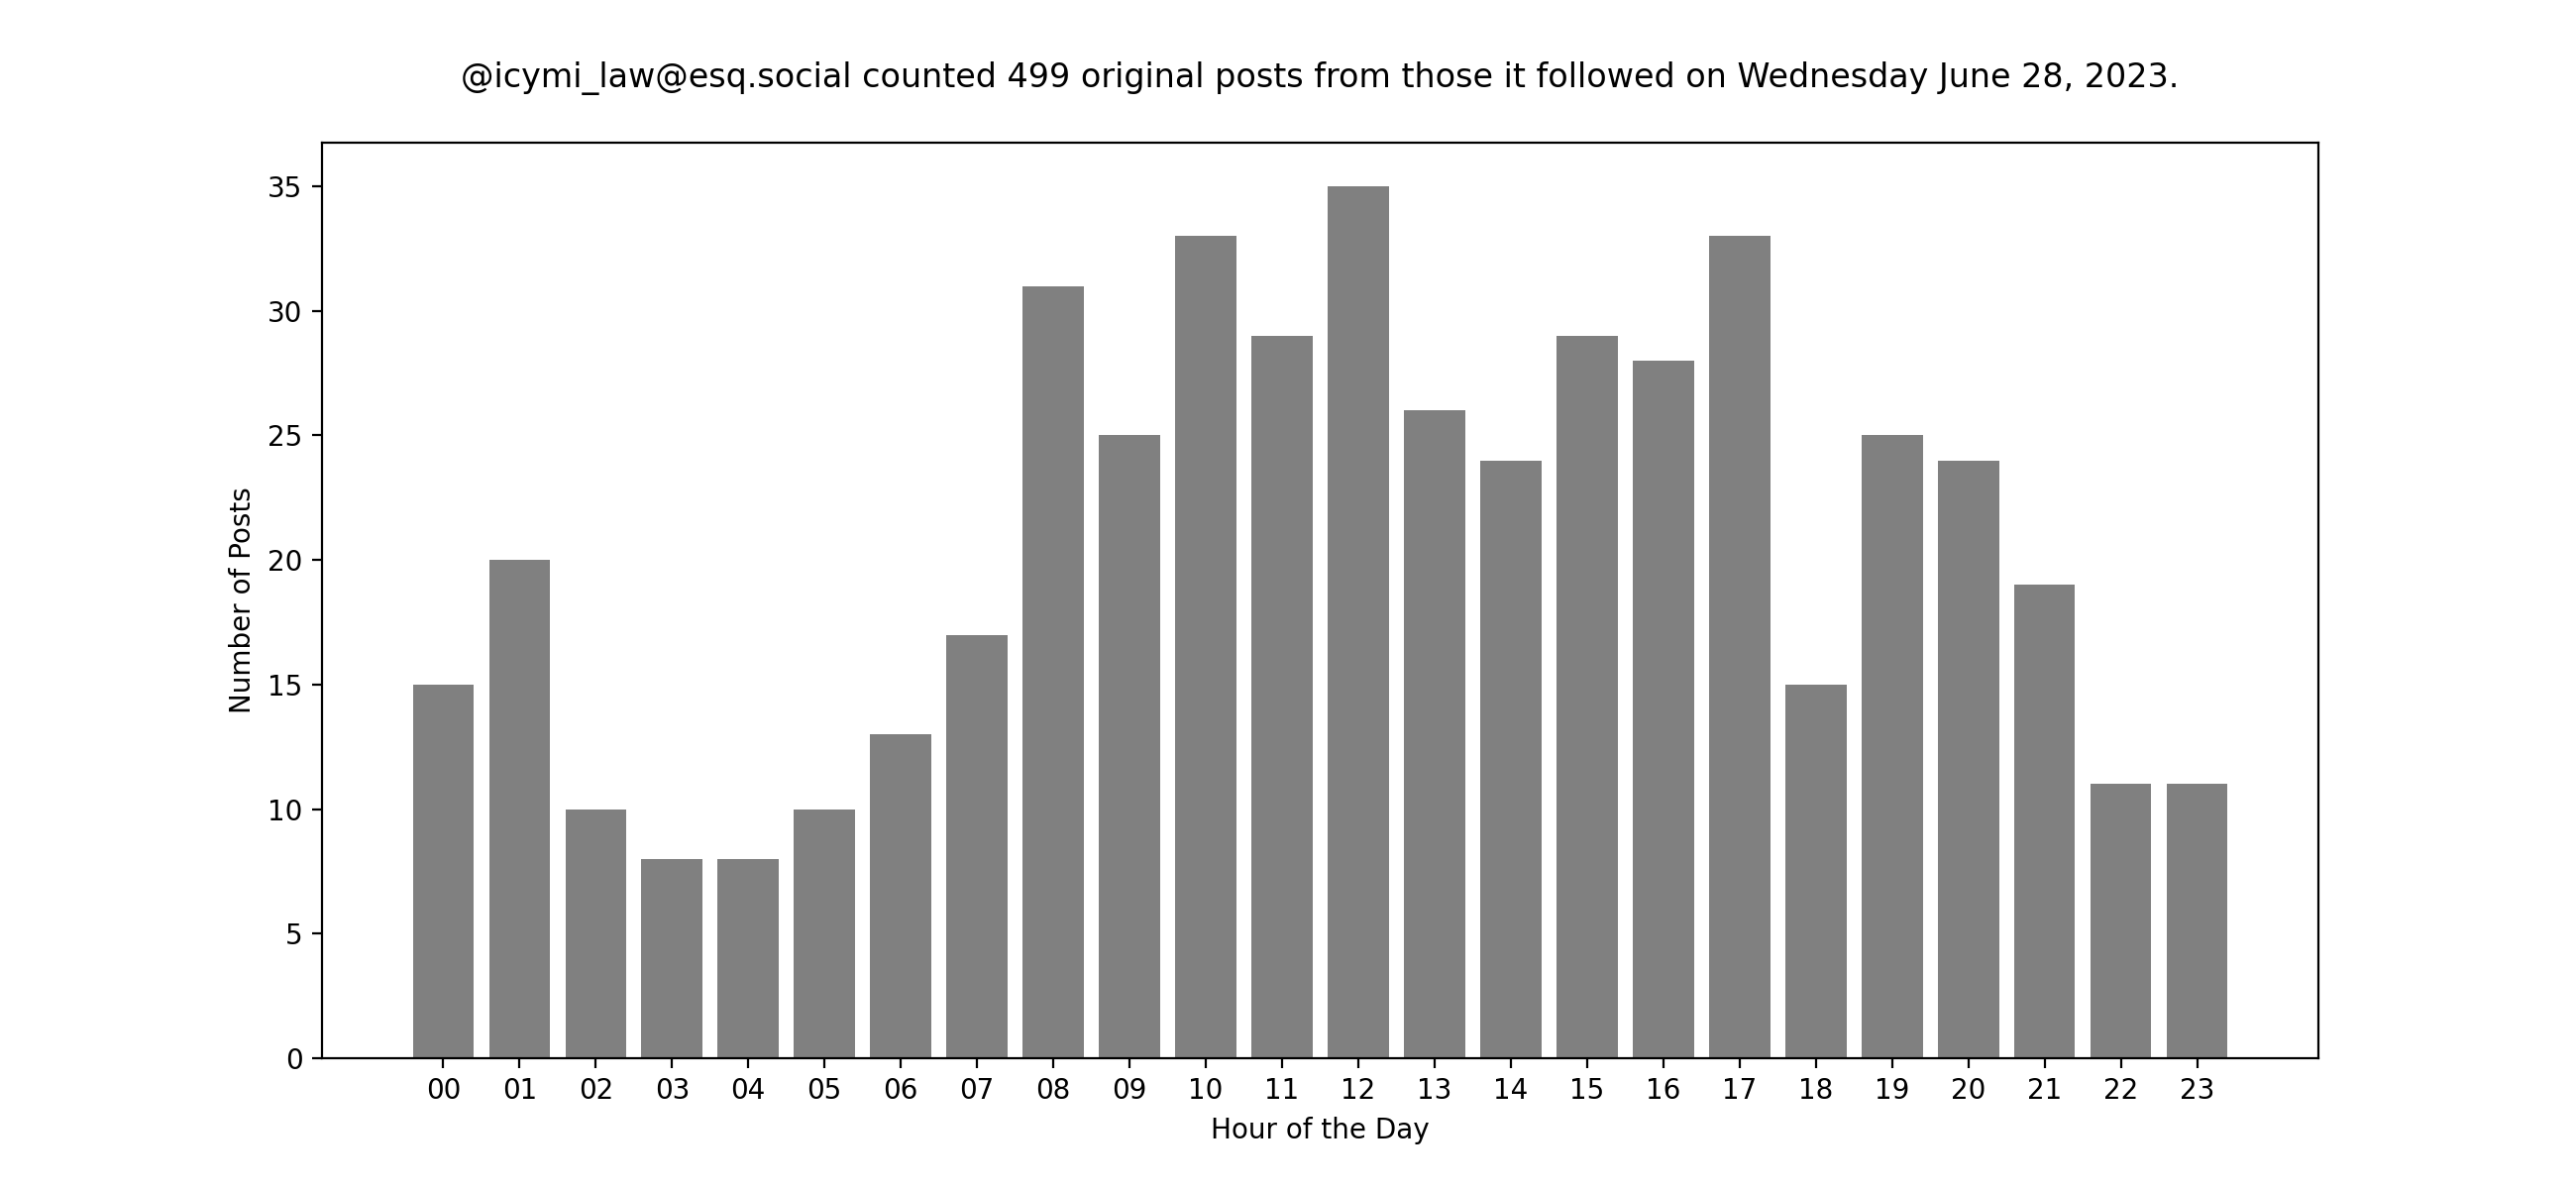 @icymi_law@esq.social counted 499 original posts from those it followed on Wednesday June 28, 2023.
35
30
25
20
15
10
5
0
Number of Posts
00 01 02 03 04 05 06 07 08 09 10 11 12 13 14 15 16 17 18 19 20 21 22 23
Hour of the Day